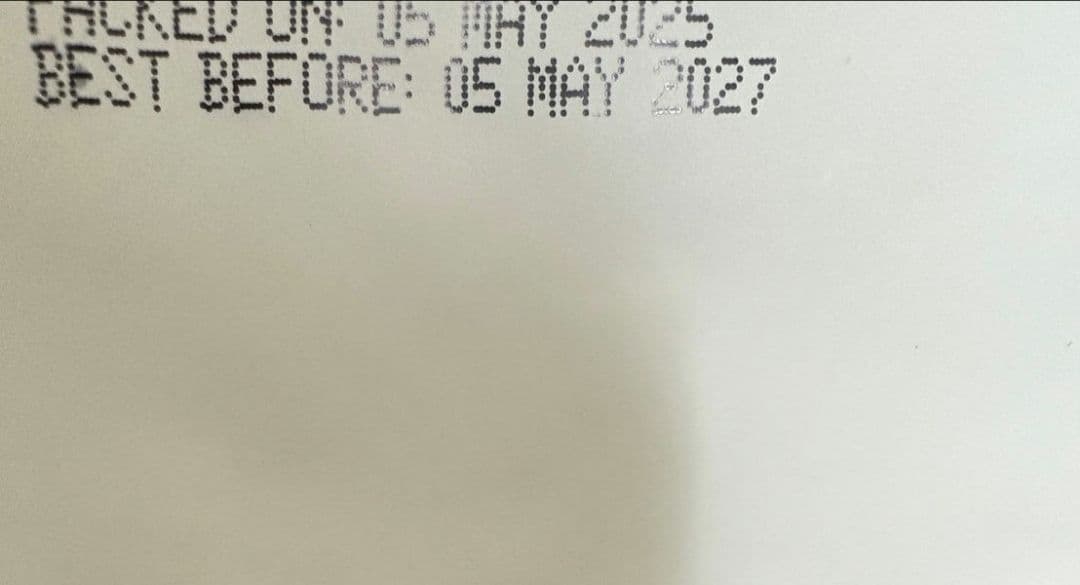 PACKED ON: 05 MAY 2025
BEST BEFORE: 05 MAY 2027